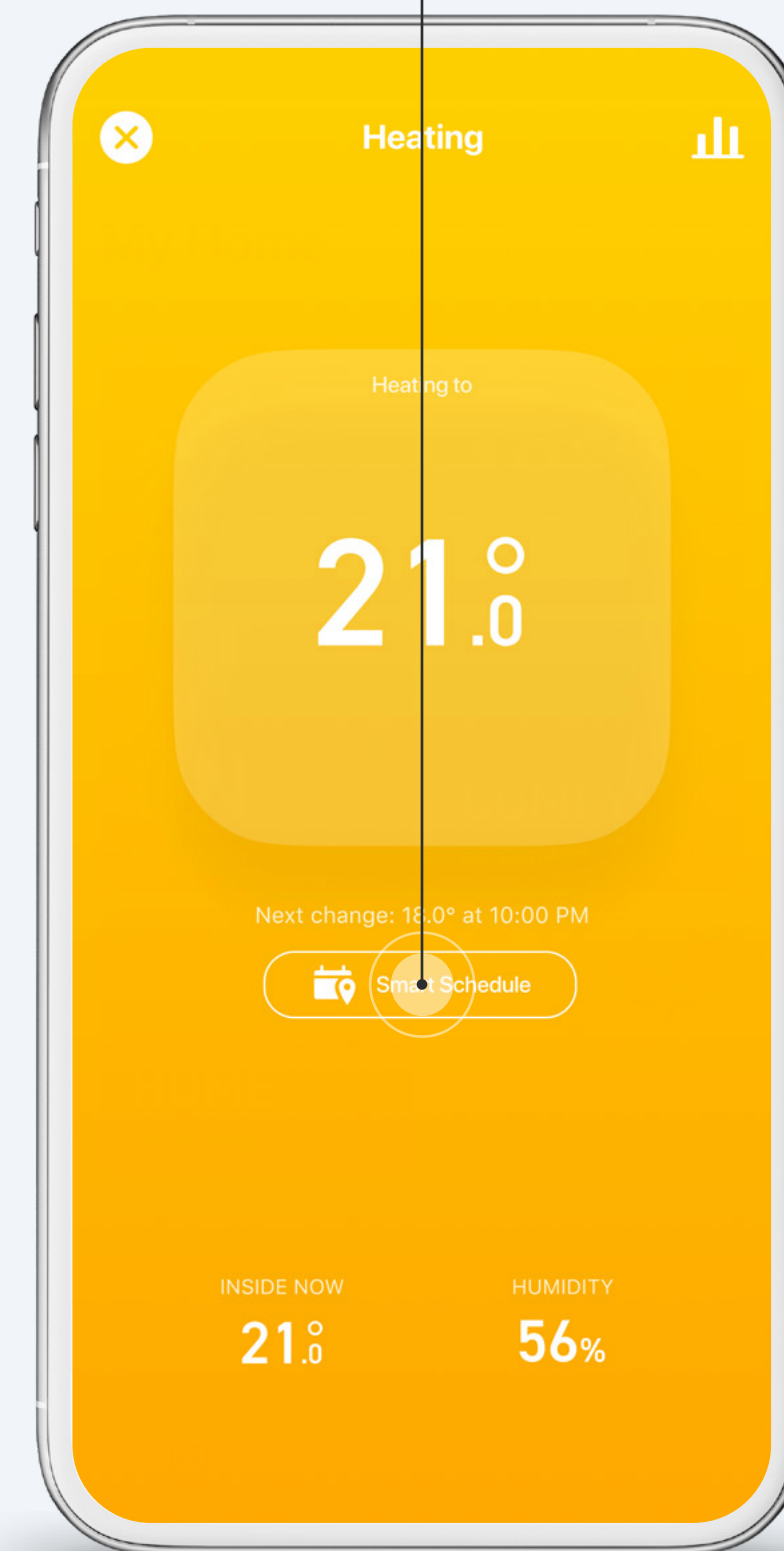 Heating
Heating to
21.0°
Next change: 18.0° at 10:00 PM
Smart Schedule
INSIDE NOW
21.0°
HUMIDITY
56%